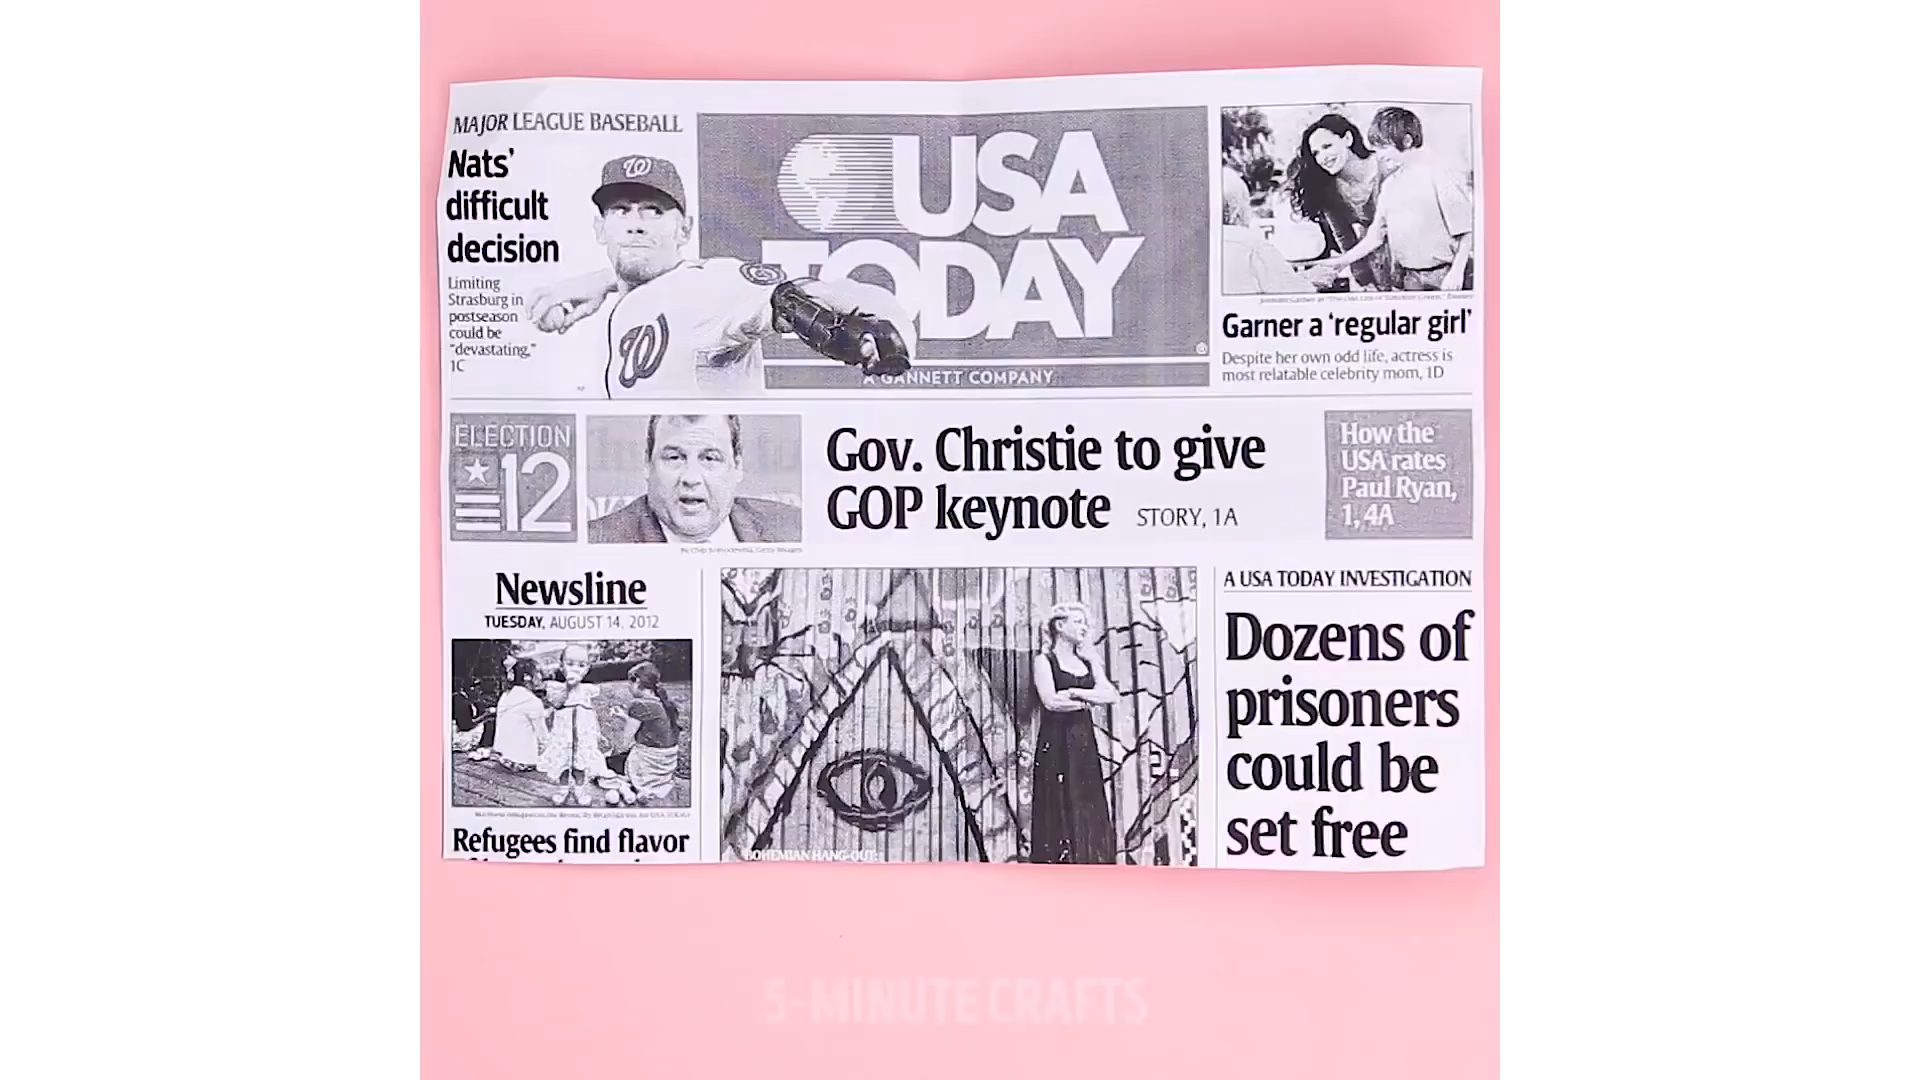 MAJOR LEAGUE BASEBALL
Nats'
difficult
decision
Limiting
Strasburg in
postseason
could be
"devastating,"
1C
W
W
USA
TODAY
A GANNETT COMPANY
Garner a 'regular girl'
Despite her own odd life, actress is
most relatable celebrity mom, 1D
ELECTION
12
Gov. Christie to give
GOP keynote STORY, 1A
How the
USA rates
Paul Ryan,
1, 4A
Newsline
TUESDAY, AUGUST 14, 2012
Refugees find flavor
BOHEMIAN HANG-OUT:
A USA TODAY INVESTIGATION
Dozens of
prisoners
could be
set free
5-MINUTE CRAFTS